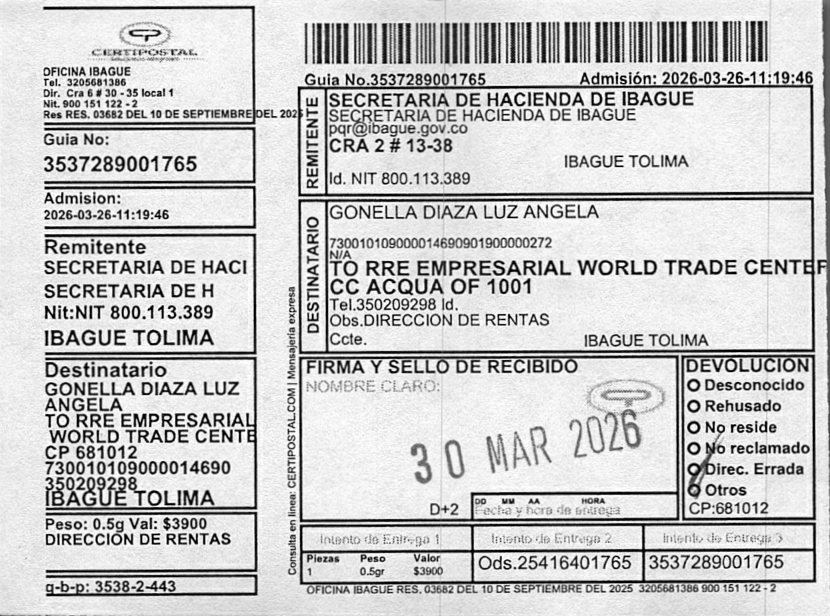 CERTIPOSTAL
OFICINA IBAGUE
Tel. 3205681386
Dir. Cra 6 # 30 - 35 local 1
Nit. 900 151 122 - 2
Res RES. 03682 DEL 10 DE SEPTIEMBRE DEL 2025
Guia No:
3537289001765
Admision:
2026-03-26-11:19:46
Remitente
SECRETARIA DE HACI
SECRETARIA DE H
Nit:NIT 800.113.389
IBAGUE TOLIMA
Destinatario
GONELLA DIAZA LUZ
ANGELA
TO RRE EMPRESARIAL
WORLD TRADE CENTE
CP 681012
730010109000014690
350209298
IBAGUE TOLIMA
Peso: 0.5g Val: $3900
DIRECCIÓN DE RENTAS
q-b-p: 3538-2-443
Consulta en linea: CERTIPOSTAL.COM | Mensajería expresa
Guia No.3537289001765 Admisión: 2026-03-26-11:19:46
REMITENTE
SECRETARIA DE HACIENDA DE IBAGUE
SECRETARIA DE HACIENDA DE IBAGUE
pqr@ibague.gov.co
CRA 2 # 13-38
IBAGUE TOLIMA
Id. NIT 800.113.389
DESTINATARIO
GONELLA DIAZA LUZ ANGELA
730010109000014690901900000272
N/A
TO RRE EMPRESARIAL WORLD TRADE CENTER
CC ACQUA OF 1001
Tel.350209298 Id.
Obs.DIRECCION DE RENTAS
Ccte. IBAGUE TOLIMA
FIRMA Y SELLO DE RECIBIDO
NOMBRE CLARO:
30 MAR 2026
D+2
DD MM AA HORA
Fecha y hora de entrega
DEVOLUCION
Desconocido
Rehusado
No reside
No reclamado
Direc. Errada
Otros
CP:681012
Intento de Entrega 1 Intento de Entrega 2 Intento de Entrega 3
Piezas Peso Valor
1 0.5gr $3900
Ods.25416401765 3537289001765
OFICINA IBAGUE RES. 03682 DEL 10 DE SEPTIEMBRE DEL 2025 3205681386 900 151 122 - 2